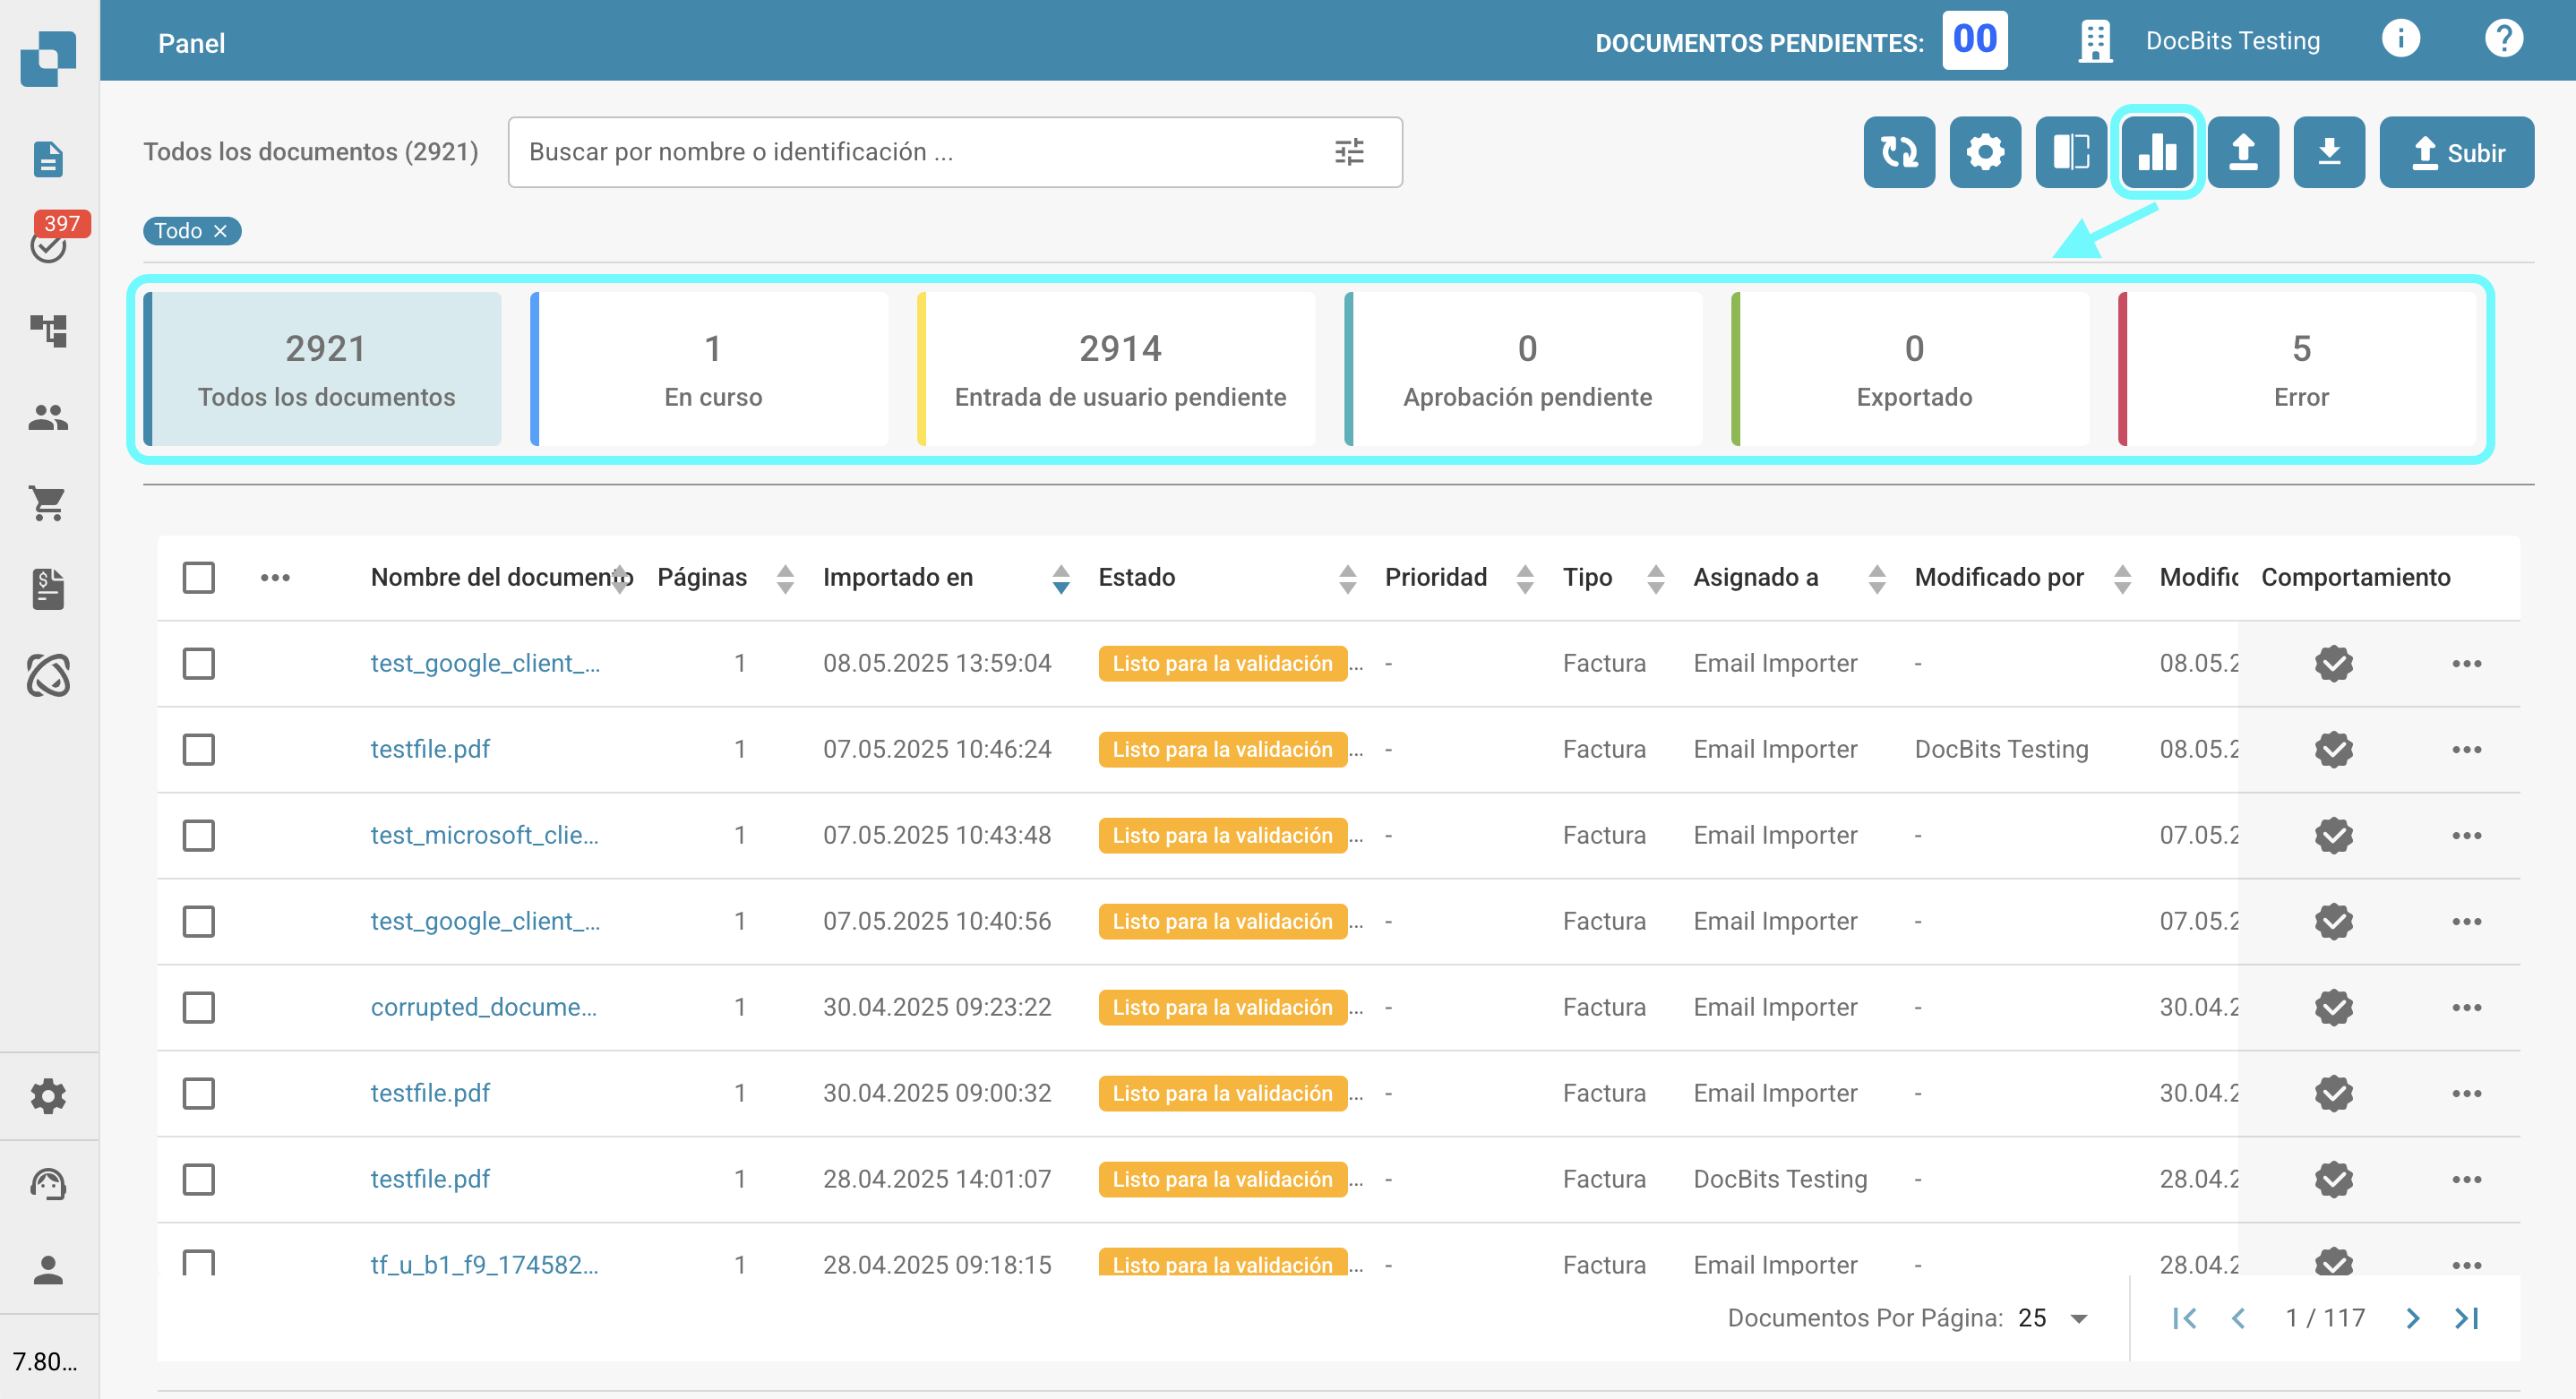 Panel
DOCUMENTOS PENDIENTES: 00
DocBits Testing
Todos los documentos (2921)
Buscar por nombre o identificación ...
Subir
397
Todo
2921
Todos los documentos
1
En curso
2914
Entrada de usuario pendiente
0
Aprobación pendiente
0
Exportado
5
Error
Nombre del documento Páginas Importado en Estado Prioridad Tipo Asignado a Modificado por Modific Comportamiento
test_google_client_... 1 08.05.2025 13:59:04 Listo para la validación ... - Factura Email Importer - 08.05.2
testfile.pdf 1 07.05.2025 10:46:24 Listo para la validación ... - Factura Email Importer DocBits Testing 08.05.2
test_microsoft_clie... 1 07.05.2025 10:43:48 Listo para la validación ... - Factura Email Importer - 07.05.2
test_google_client_... 1 07.05.2025 10:40:56 Listo para la validación ... - Factura Email Importer - 07.05.2
corrupted_docume... 1 30.04.2025 09:23:22 Listo para la validación ... - Factura Email Importer - 30.04.2
testfile.pdf 1 30.04.2025 09:00:32 Listo para la validación ... - Factura Email Importer - 30.04.2
testfile.pdf 1 28.04.2025 14:01:07 Listo para la validación ... - Factura DocBits Testing - 28.04.2
tf_u_b1_f9_174582... 1 28.04.2025 09:18:15 Listo para la validación ... - Factura Email Importer - 28.04.2
Documentos Por Página: 25
1 / 117
7.80...